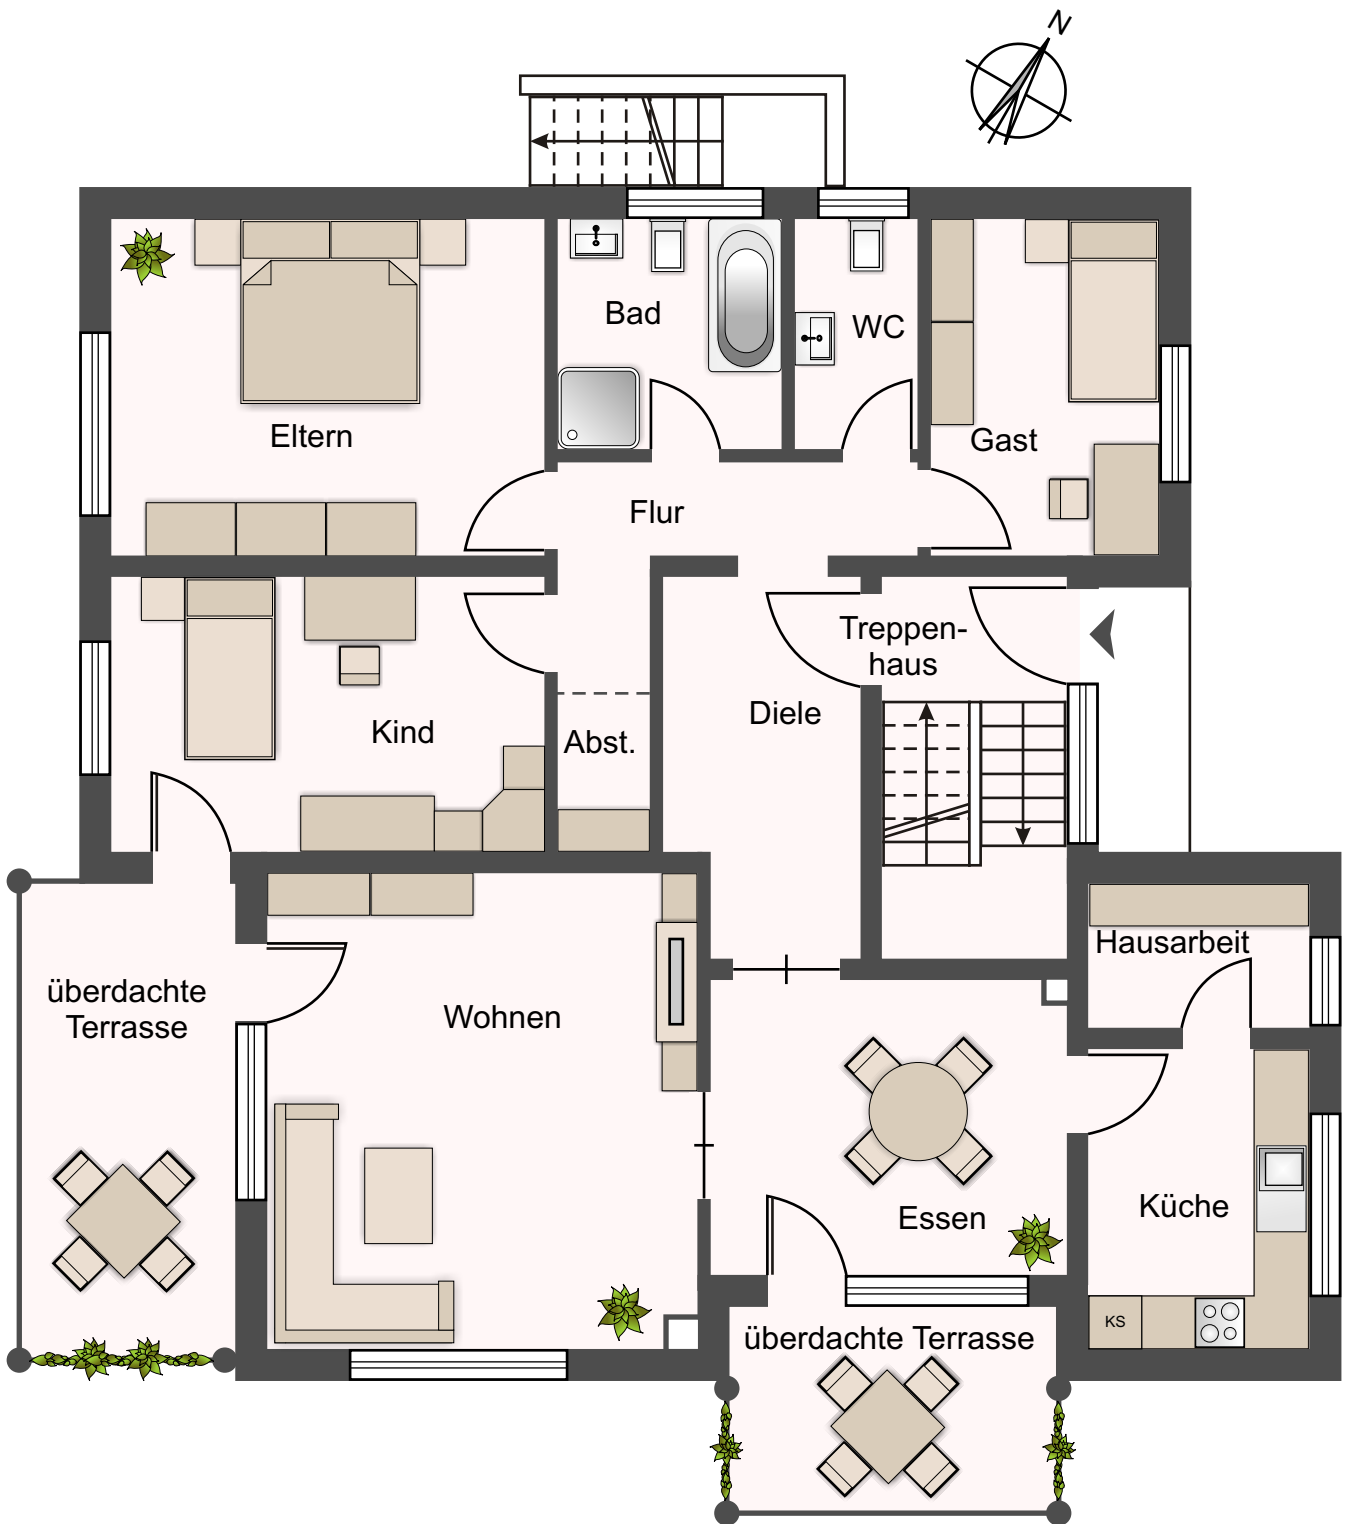 N
Bad
WC
Eltern
Gast
Flur
Treppen-
haus
Kind
Abst.
Diele
Hausarbeit
überdachte
Terrasse
Wohnen
Essen
Küche
KS
überdachte Terrasse